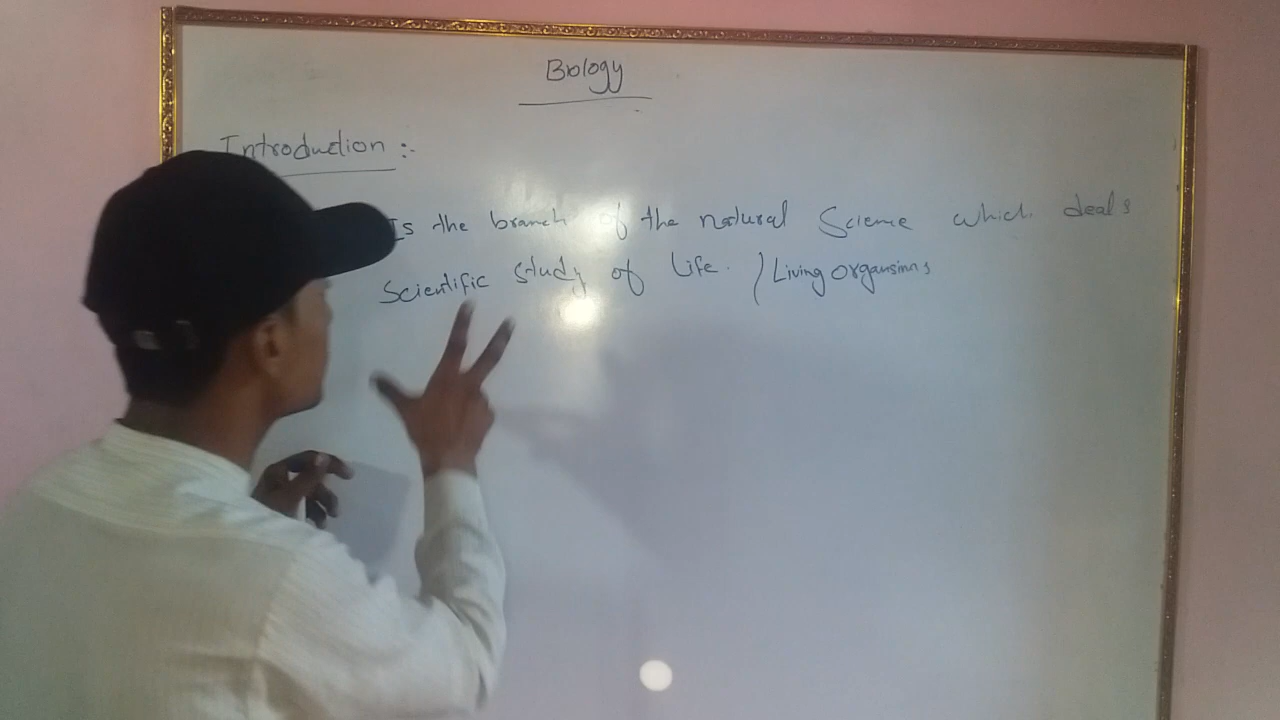 Biology
Introduction :-
Is the branch of the natural Science which deals
Scientific study of Life. / Living organsims